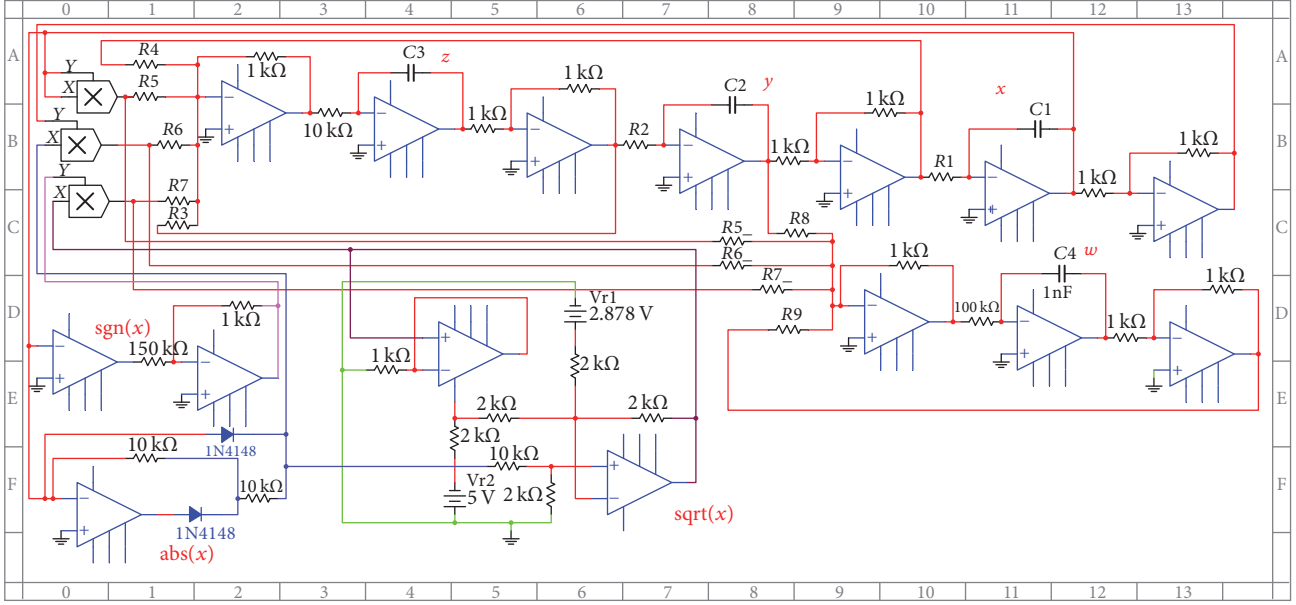 0 1 2 3 4 5 6 7 8 9 10 11 12 13
A
B
C
D
E
F
A
B
C
D
E
F
Y
X
R4
R5
1 kΩ
10 kΩ
C3
z
1 kΩ
1 kΩ
R2
C2
y
1 kΩ
1 kΩ
R1
x
C1
1 kΩ
1 kΩ
Y
X
R6
Y
X
R7
R3
R8
R5_
R6_
R7_
R9
1 kΩ
100 kΩ
C4
w
1nF
1 kΩ
1 kΩ
sgn(x)
150 kΩ
1 kΩ
1 kΩ
Vr1
2.878 V
2 kΩ
2 kΩ
2 kΩ
2 kΩ
Vr2
5 V
10 kΩ
2 kΩ
sqrt(x)
1N4148
10 kΩ
10 kΩ
1N4148
abs(x)
− + − + − + − + − + − + − +
− + − + − +
− + − + + −
− + + −
0 1 2 3 4 5 6 7 8 9 10 11 12 13